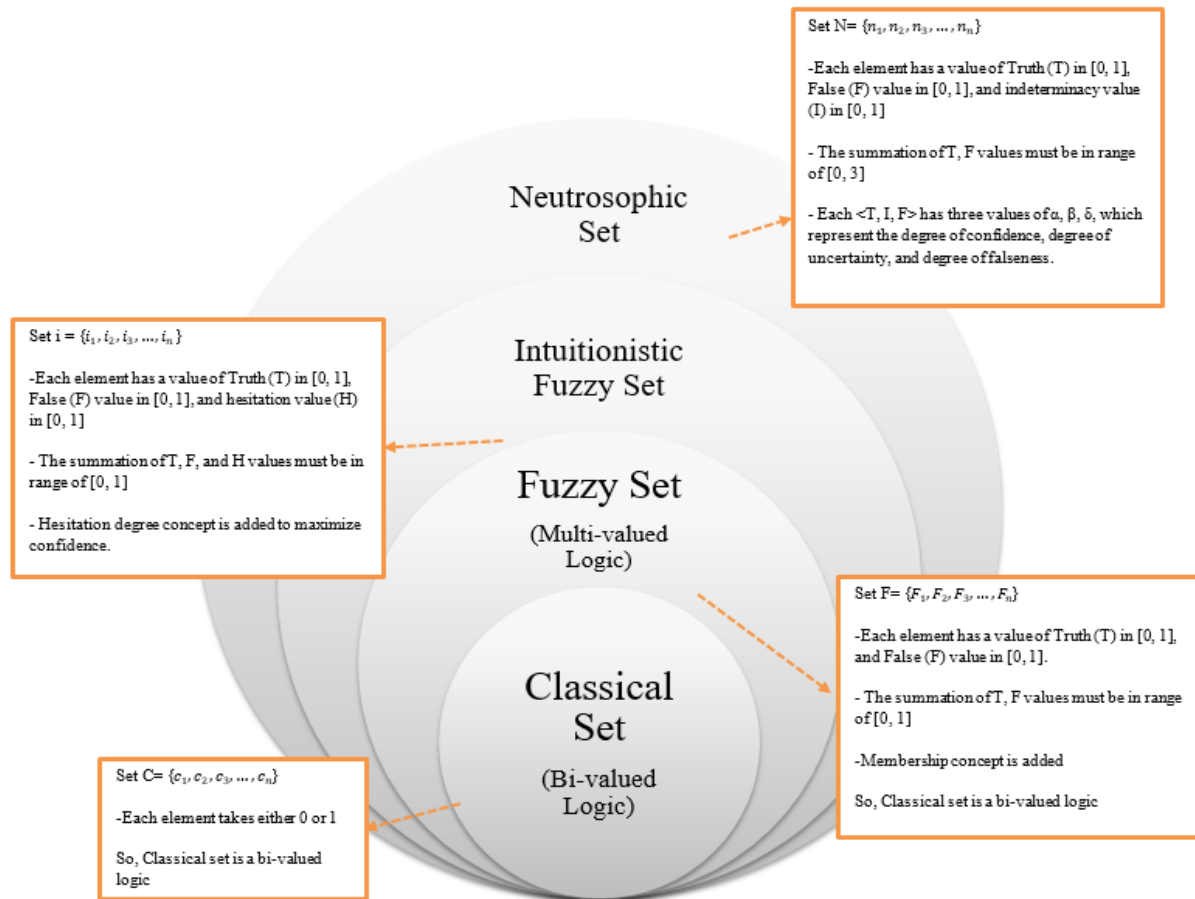 Set N= {n₁, n₂, n₃, ..., nₙ}
-Each element has a value of Truth (T) in [0, 1],
False (F) value in [0, 1], and indeterminacy value
(I) in [0, 1]
- The summation of T, F values must be in range
of [0, 3]
- Each <T, I, F> has three values of α, β, δ, which
represent the degree of confidence, degree of
uncertainty, and degree of falseness.
Neutrosophic
Set
Set i = {i₁, i₂, i₃, ..., iₙ}
-Each element has a value of Truth (T) in [0, 1],
False (F) value in [0, 1], and hesitation value (H)
in [0, 1]
- The summation of T, F, and H values must be in
range of [0, 1]
- Hesitation degree concept is added to maximize
confidence.
Intuitionistic
Fuzzy Set
Fuzzy Set
(Multi-valued
Logic)
Set F= {F₁, F₂, F₃, ..., Fₙ}
-Each element has a value of Truth (T) in [0, 1],
and False (F) value in [0, 1].
- The summation of T, F values must be in range
of [0, 1]
-Membership concept is added
So, Classical set is a bi-valued logic
Classical
Set
(Bi-valued
Logic)
Set C= {c₁, c₂, c₃, ..., cₙ}
-Each element takes either 0 or 1
So, Classical set is a bi-valued
logic